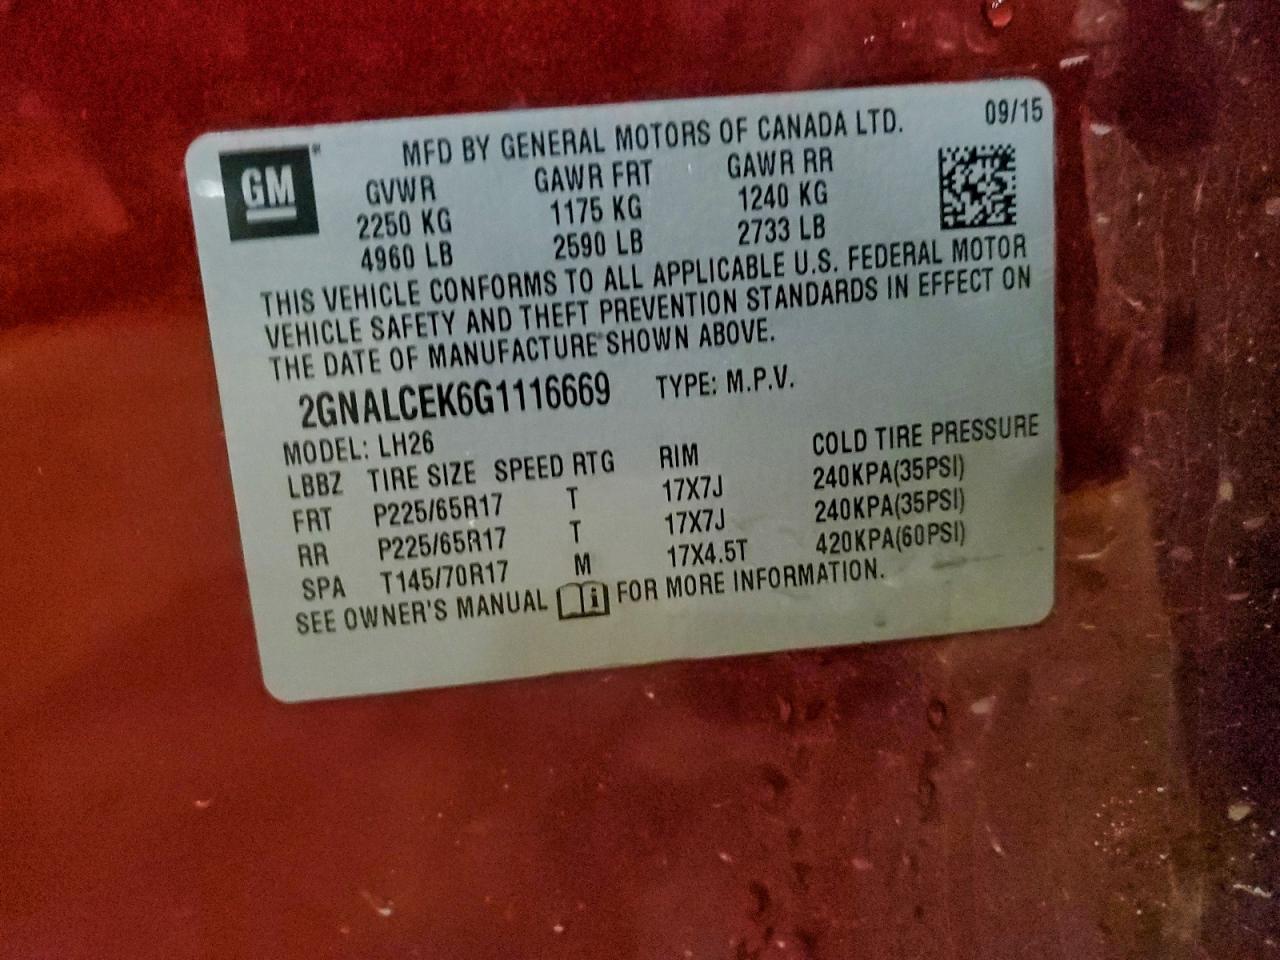 GM
MFD BY GENERAL MOTORS OF CANADA LTD. 09/15
GVWR GAWR FRT GAWR RR
2250 KG 1175 KG 1240 KG
4960 LB 2590 LB 2733 LB
THIS VEHICLE CONFORMS TO ALL APPLICABLE U.S. FEDERAL MOTOR
VEHICLE SAFETY AND THEFT PREVENTION STANDARDS IN EFFECT ON
THE DATE OF MANUFACTURE SHOWN ABOVE.
2GNALCEK6G1116669 TYPE: M.P.V.
MODEL: LH26
LBBZ TIRE SIZE SPEED RTG RIM COLD TIRE PRESSURE
FRT P225/65R17 T 17X7J 240KPA(35PSI)
RR P225/65R17 T 17X7J 240KPA(35PSI)
SPA T145/70R17 M 17X4.5T 420KPA(60PSI)
SEE OWNER'S MANUAL i FOR MORE INFORMATION.